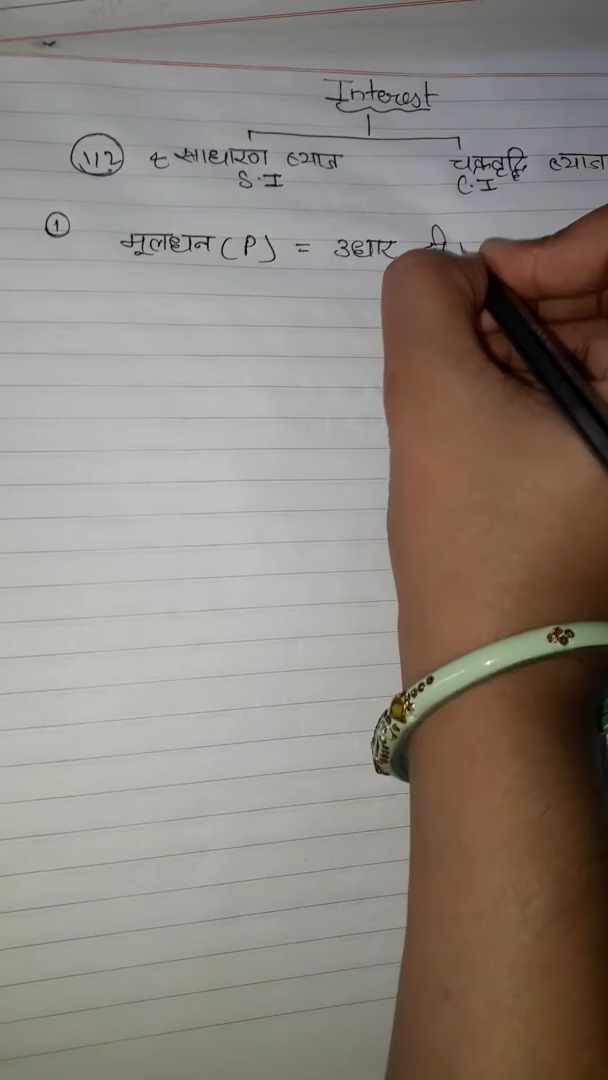 Interest
112 साधारण ब्याज चक्रवृद्धि ब्याज
S.I C.I
① मूलधन (P) = उधार